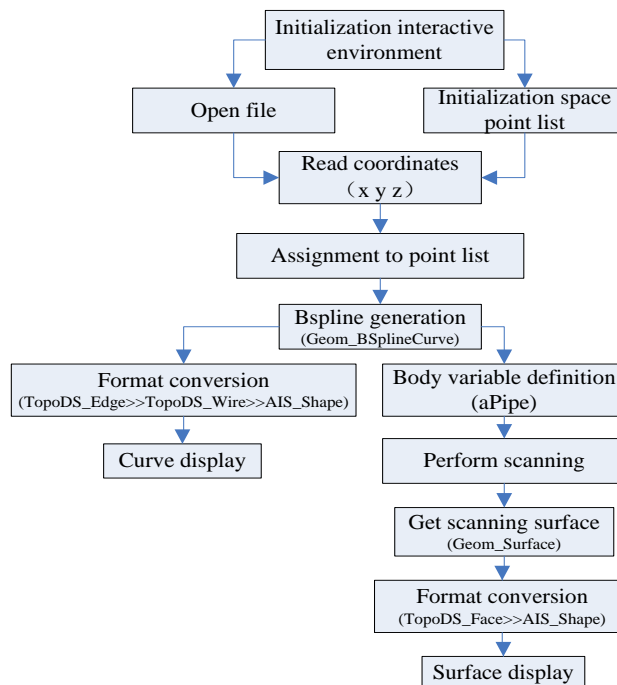 Initialization interactive
environment
Open file
Initialization space
point list
Read coordinates
（x y z）
Assignment to point list
Bspline generation
(Geom_BSplineCurve)
Format conversion
(TopoDS_Edge>>TopoDS_Wire>>AIS_Shape)
Curve display
Body variable definition
(aPipe)
Perform scanning
Get scanning surface
(Geom_Surface)
Format conversion
(TopoDS_Face>>AIS_Shape)
Surface display